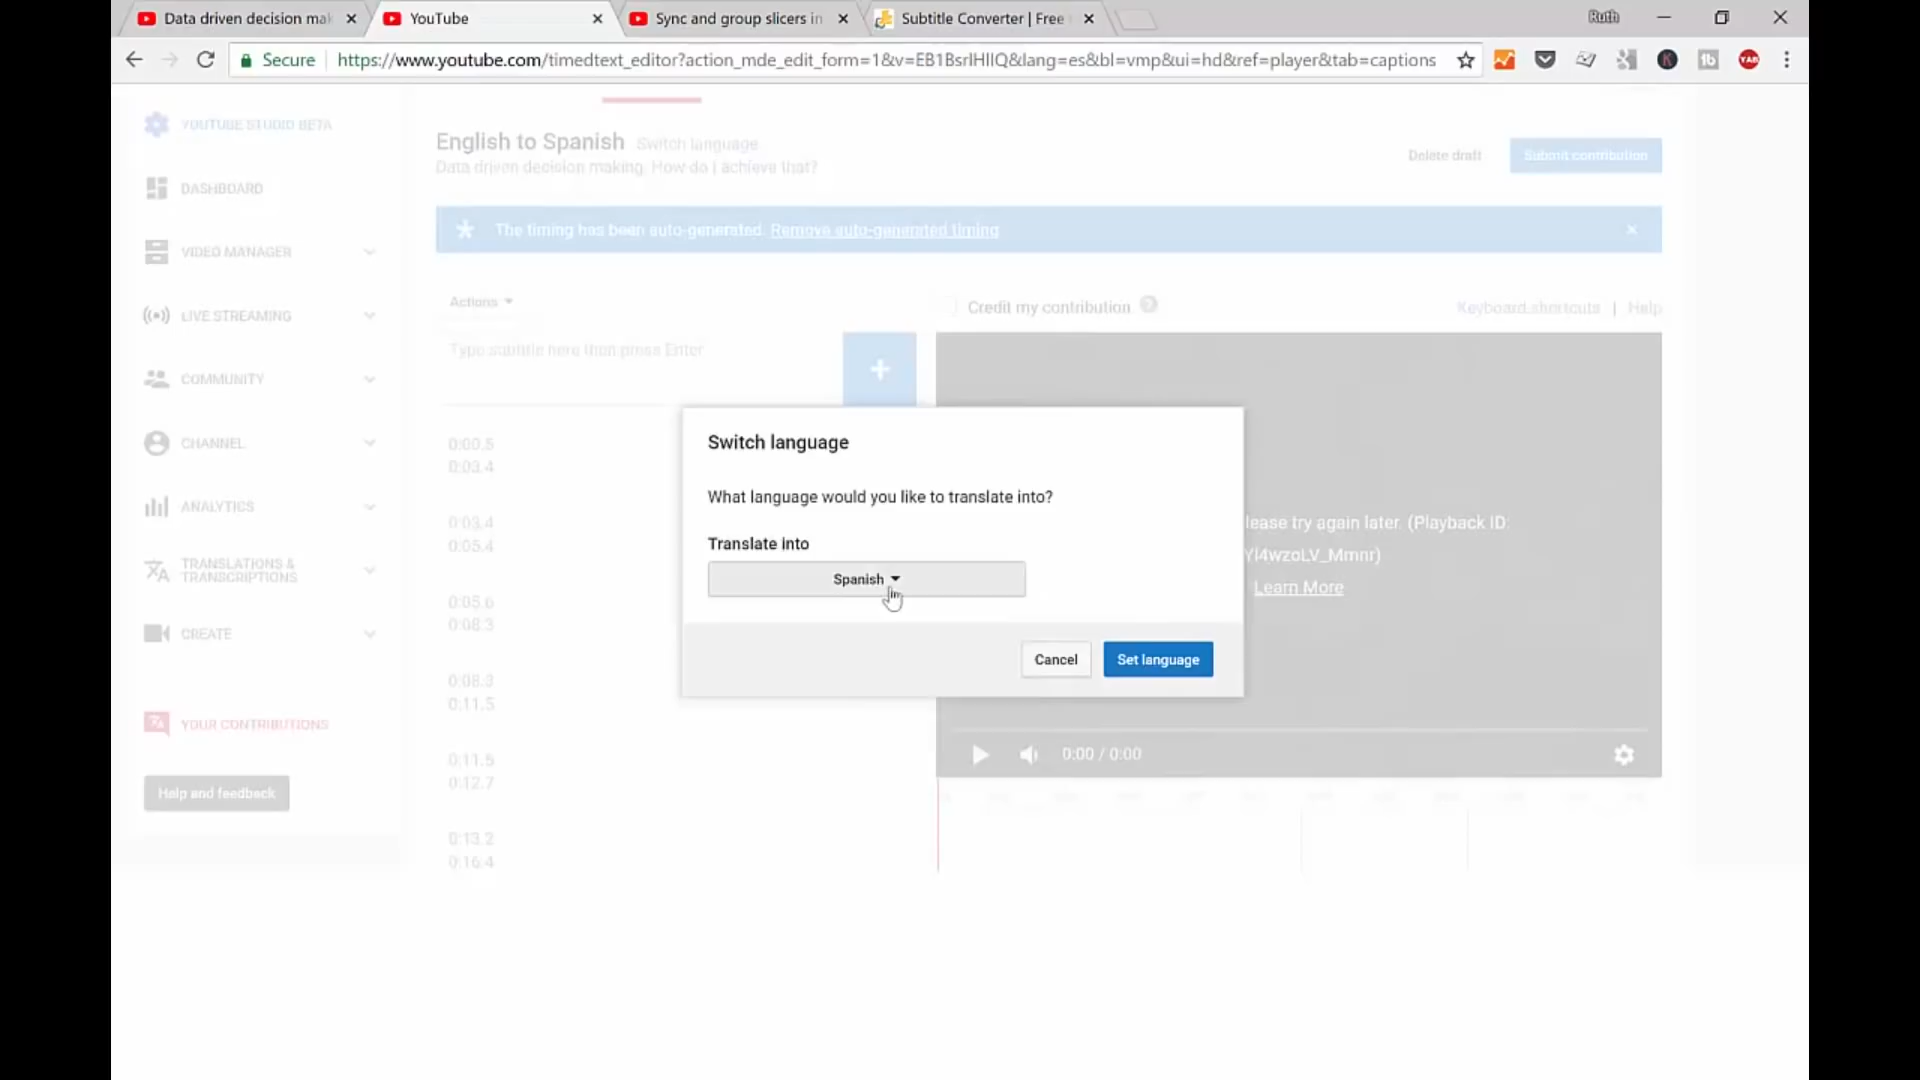 Data driven decision mak
YouTube
Sync and group slicers in
Subtitle Converter | Free
Ruth
Secure
https://www.youtube.com/timedtext_editor?action_mde_edit_form=1&v=EB1BsrlHIlQ&lang=es&bl=vmp&ui=hd&ref=player&tab=captions
YOUTUBE STUDIO BETA
DASHBOARD
VIDEO MANAGER
LIVE STREAMING
COMMUNITY
CHANNEL
ANALYTICS
TRANSLATIONS &
TRANSCRIPTIONS
CREATE
YOUR CONTRIBUTIONS
Help and feedback
English to Spanish Switch language
Data driven decision making. How do I achieve that?
Delete draft
Submit contribution
The timing has been auto-generated. Remove auto-generated timing
Actions
Credit my contribution
Keyboard shortcuts | Help
Type subtitle here then press Enter
+
0:00.5
0:03.4
0:03.4
0:05.4
0:05.6
0:08.3
0:08.3
0:11.5
0:11.5
0:12.7
0:13.2
0:16.4
Switch language
What language would you like to translate into?
Translate into
Spanish
Cancel
Set language
lease try again later. (Playback ID:
Yl4wzoLV_Mmnr)
Learn More
0:00 / 0:00